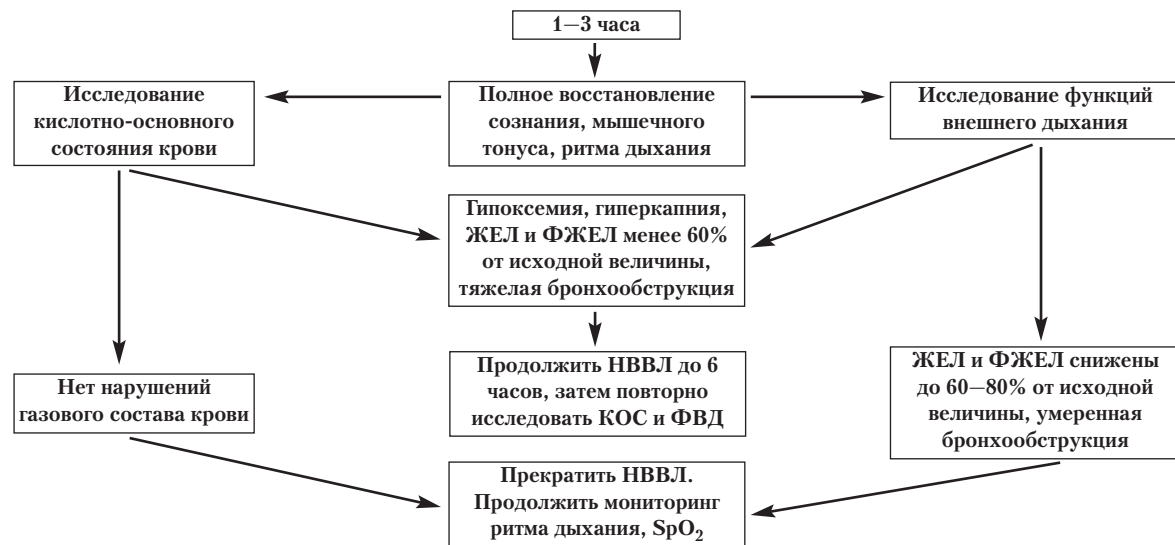 1—3 часа
Исследование
кислотно-основного
состояния крови
Полное восстановление
сознания, мышечного
тонуса, ритма дыхания
Исследование функций
внешнего дыхания
Гипоксемия, гиперкапния,
ЖЕЛ и ФЖЕЛ менее 60%
от исходной величины,
тяжелая бронхообструкция
Нет нарушений
газового состава крови
Продолжить НВВЛ до 6
часов, затем повторно
исследовать КОС и ФВД
ЖЕЛ и ФЖЕЛ снижены
до 60—80% от исходной
величины, умеренная
бронхообструкция
Прекратить НВВЛ.
Продолжить мониторинг
ритма дыхания, SpO₂